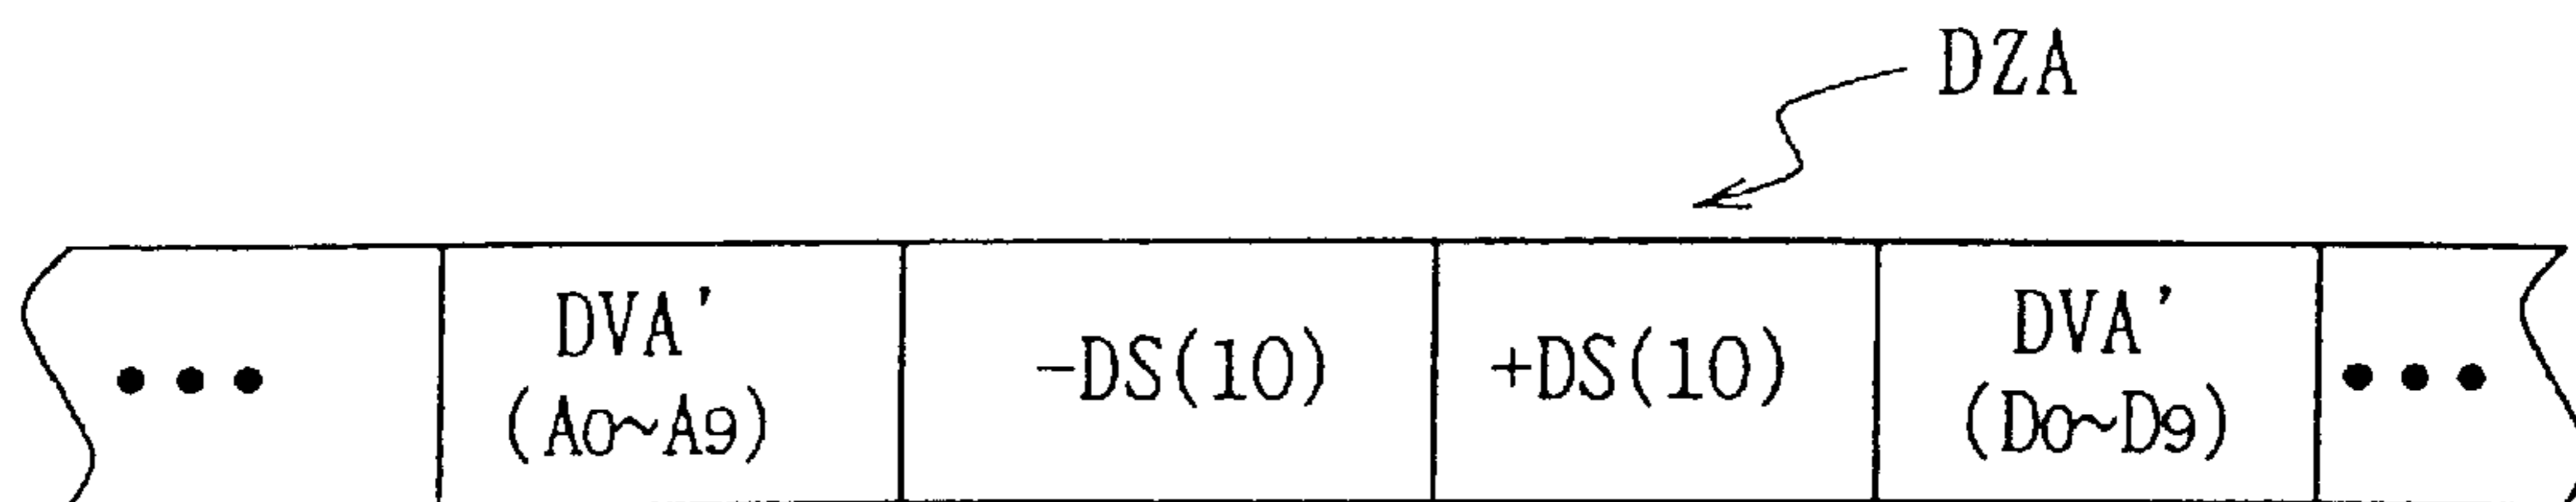 DZA
••• DVA' -DS(10) +DS(10) DVA' •••
(A0~A9) (D0~D9)